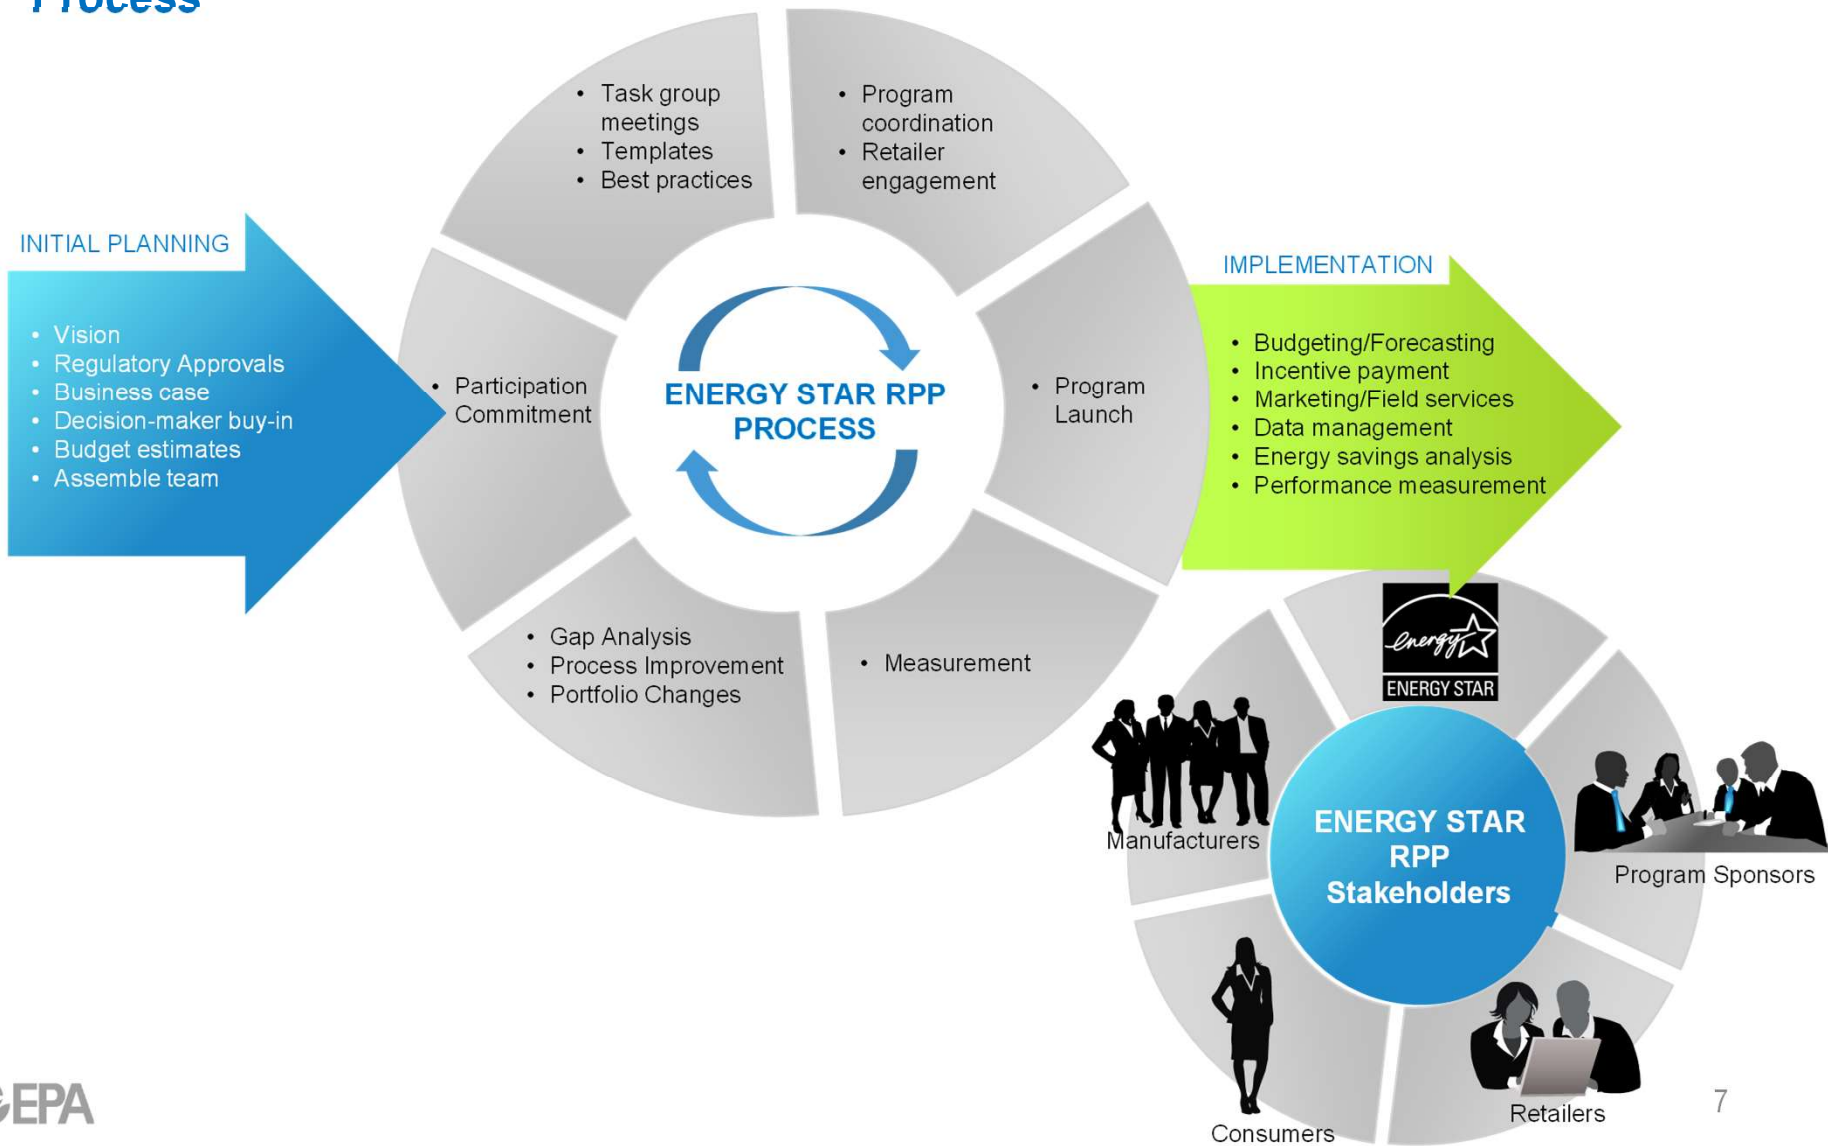 Process
INITIAL PLANNING
• Vision
• Regulatory Approvals
• Business case
• Decision-maker buy-in
• Budget estimates
• Assemble team
• Participation
Commitment
• Task group
meetings
• Templates
• Best practices
• Program
coordination
• Retailer
engagement
• Program
Launch
• Measurement
• Gap Analysis
• Process Improvement
• Portfolio Changes
ENERGY STAR RPP
PROCESS
IMPLEMENTATION
• Budgeting/Forecasting
• Incentive payment
• Marketing/Field services
• Data management
• Energy savings analysis
• Performance measurement
energy
ENERGY STAR
Manufacturers
ENERGY STAR
RPP
Stakeholders
Program Sponsors
Retailers
Consumers
EPA
7